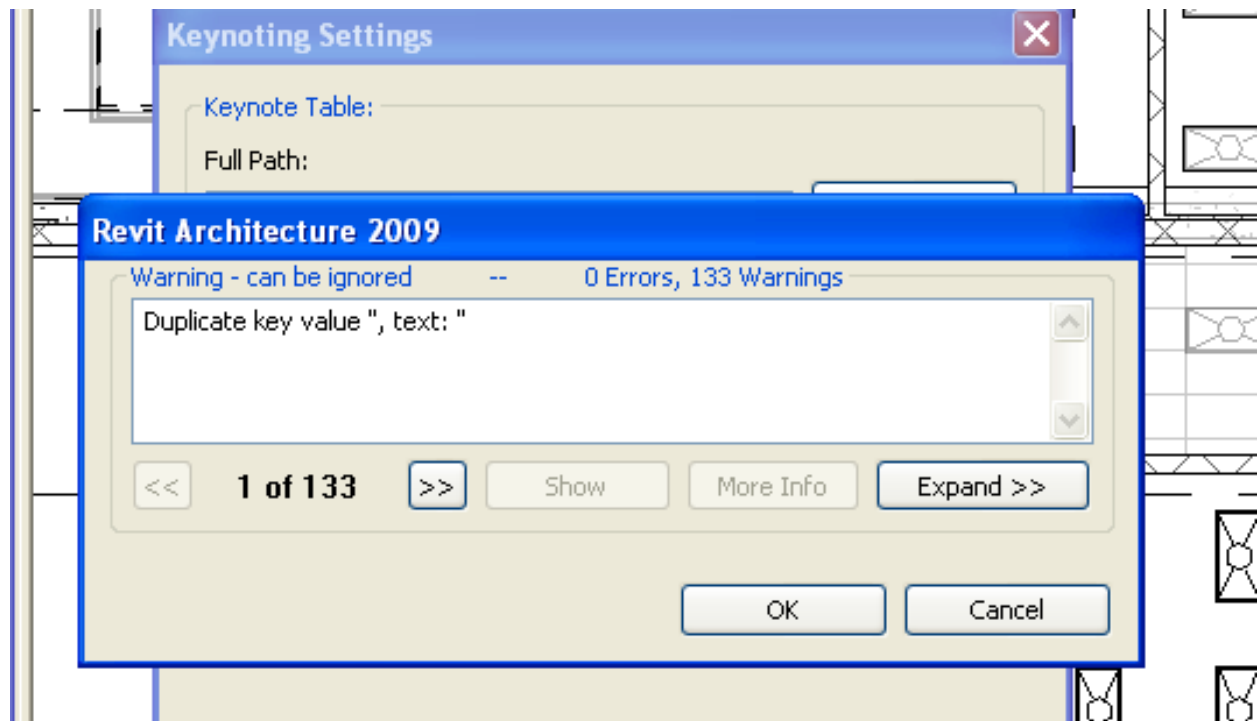 Keynoting Settings
Keynote Table:
Full Path:
Revit Architecture 2009
Warning - can be ignored -- 0 Errors, 133 Warnings
Duplicate key value '', text: ''
<< 1 of 133 >> Show More Info Expand >>
OK Cancel